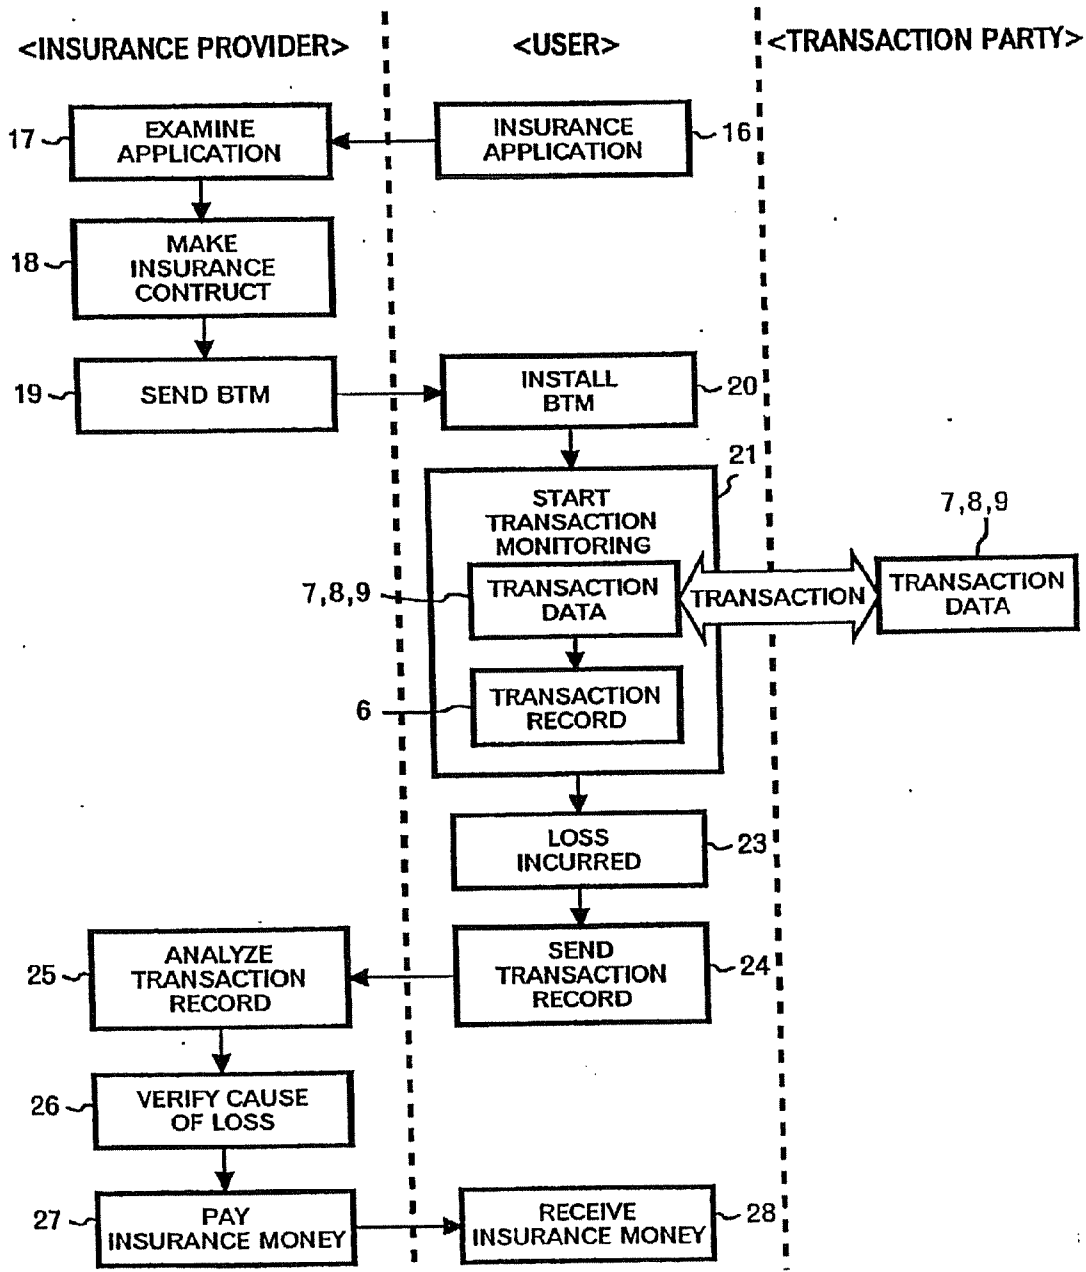 <INSURANCE PROVIDER>
<USER>
<TRANSACTION PARTY>
17
EXAMINE
APPLICATION
INSURANCE
APPLICATION
16
18
MAKE
INSURANCE
CONTRUCT
19
SEND BTM
INSTALL
BTM
20
21
START
TRANSACTION
MONITORING
7,8,9
TRANSACTION
DATA
TRANSACTION
7,8,9
TRANSACTION
DATA
6
TRANSACTION
RECORD
LOSS
INCURRED
23
25
ANALYZE
TRANSACTION
RECORD
SEND
TRANSACTION
RECORD
24
26
VERIFY CAUSE
OF LOSS
27
PAY
INSURANCE MONEY
RECEIVE
INSURANCE MONEY
28